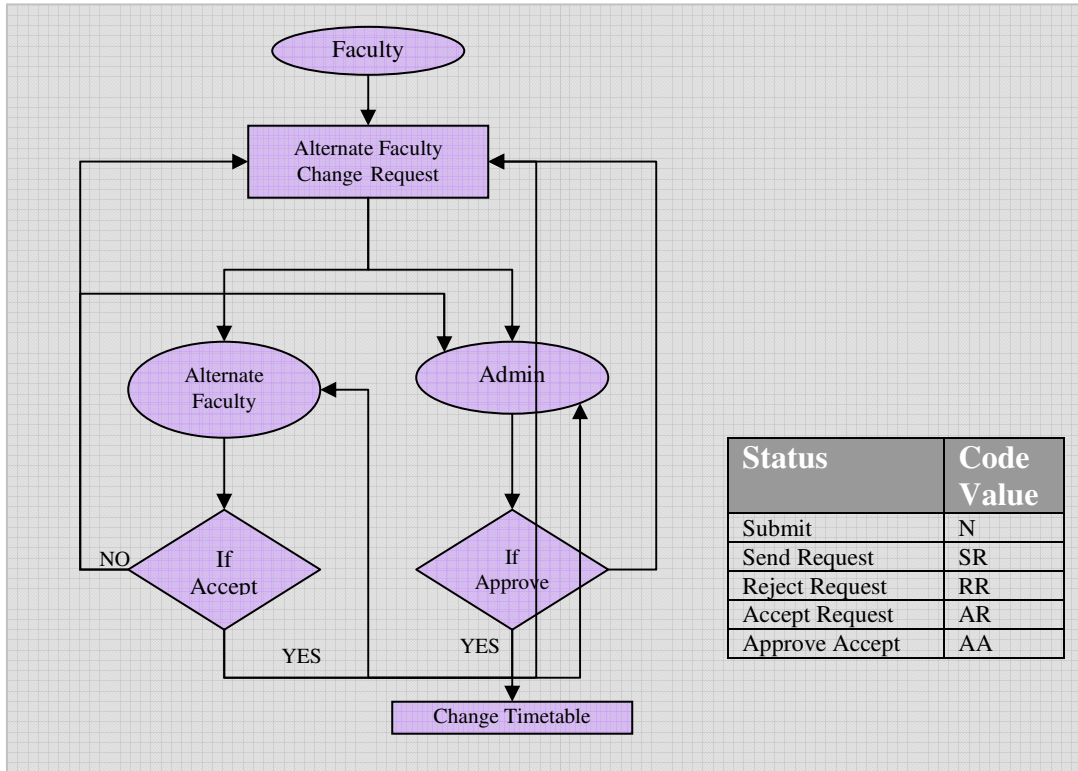 Faculty
Alternate Faculty
Change Request
Alternate
Faculty
Admin
NO
If
Accept
If
Approve
YES
YES
Change Timetable
Status Code
Value
Submit N
Send Request SR
Reject Request RR
Accept Request AR
Approve Accept AA